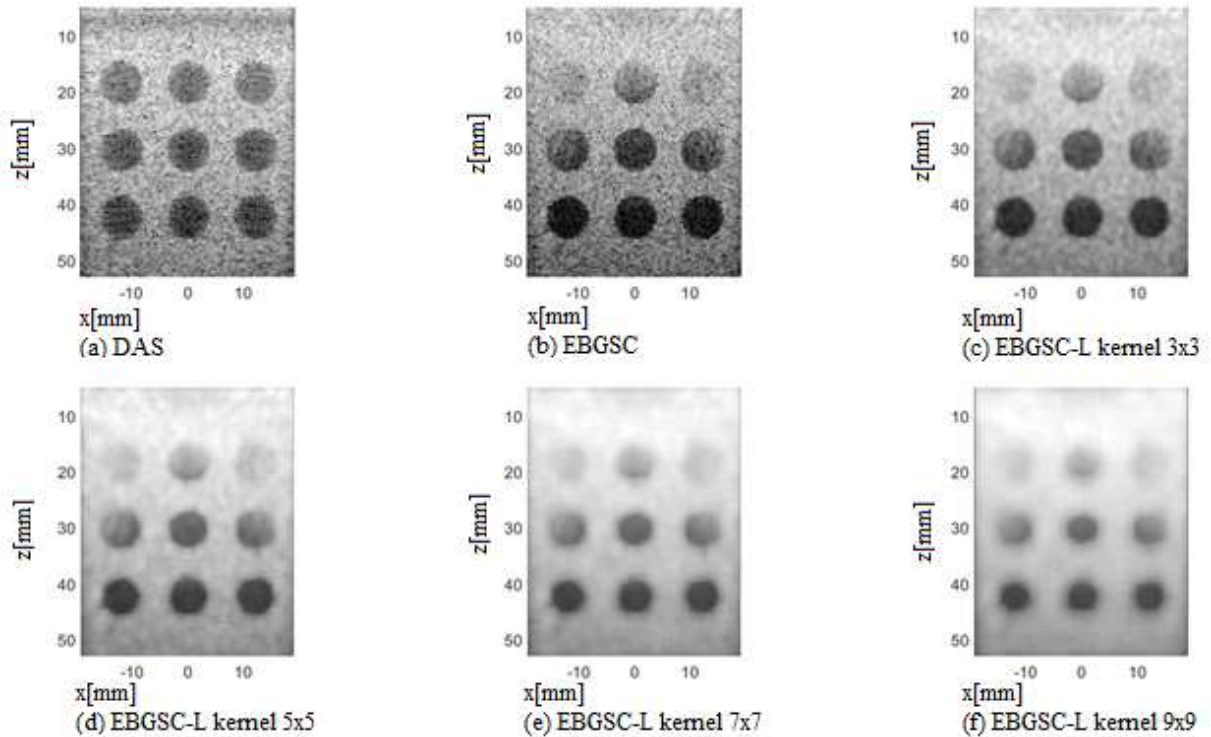 10
20
z[mm]
30
40
50
-10 0 10
x[mm]
(a) DAS
10
20
z[mm]
30
40
50
-10 0 10
x[mm]
(b) EBGSC
10
20
z[mm]
30
40
50
-10 0 10
x[mm]
(c) EBGSC-L kernel 3x3
10
20
z[mm]
30
40
50
-10 0 10
x[mm]
(d) EBGSC-L kernel 5x5
10
20
z[mm]
30
40
50
-10 0 10
x[mm]
(e) EBGSC-L kernel 7x7
10
20
z[mm]
30
40
50
-10 0 10
x[mm]
(f) EBGSC-L kernel 9x9